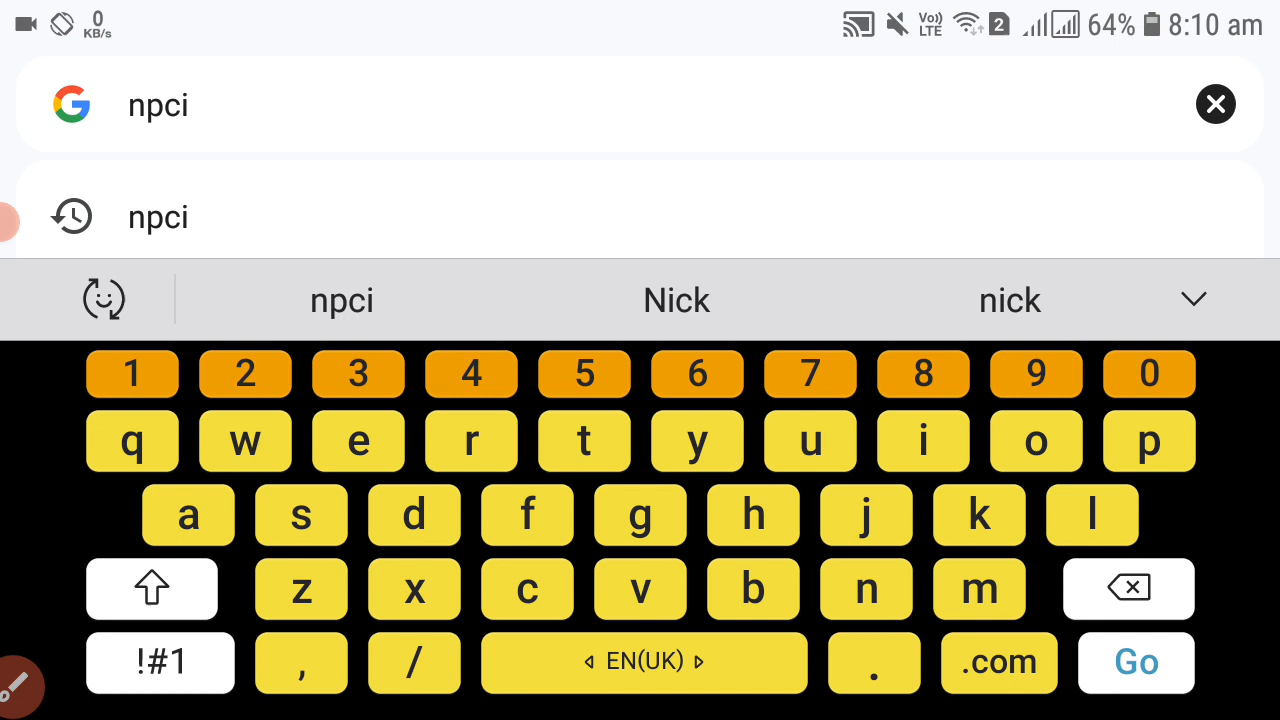 0 KB/s Vo)) LTE 2 64% 8:10 am
npci
npci
npci Nick nick
1 2 3 4 5 6 7 8 9 0
q w e r t y u i o p
a s d f g h j k l
z x c v b n m
!#1 , / EN(UK) . .com Go